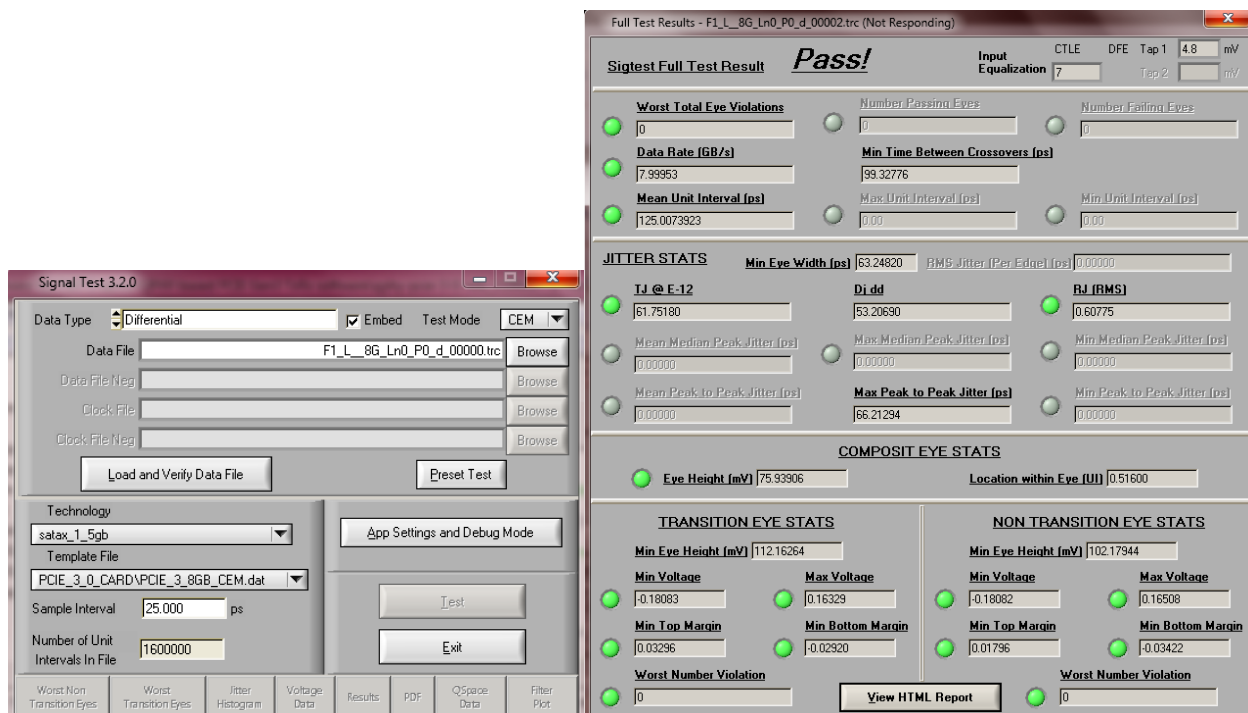 Signal Test 3.2.0
Data Type Differential Embed Test Mode CEM
Data File F1_L__8G_Ln0_P0_d_00000.trc Browse
Data File Neg Browse
Clock File Browse
Clock File Neg Browse
Load and Verify Data File Preset Test
Technology
satax_1_5gb
Template File
PCIE_3_0_CARD\PCIE_3_8GB_CEM.dat
Sample Interval 25.000 ps
Number of Unit
Intervals In File 1600000
App Settings and Debug Mode
Test
Exit
Worst Non Transition Eyes
Worst Transition Eyes
Jitter Histogram
Voltage Data
Results
PDF
QSpace Data
Filter Plot
Full Test Results - F1_L__8G_Ln0_P0_d_00002.trc (Not Responding)
Sigtest Full Test Result Pass!
Input Equalization CTLE 7 DFE Tap 1 4.8 mV
Tap 2 mV
Worst Total Eye Violations Number Passing Eyes Number Failing Eyes
0 0 0
Data Rate (GB/s) Min Time Between Crossovers (ps)
7.99953 99.32776
Mean Unit Interval (ps) Max Unit Interval (ps) Min Unit Interval (ps)
125.0073923 0.00 0.00
JITTER STATS Min Eye Width (ps) 63.24820 RMS Jitter (Per Edge) (ps) 0.00000
TJ @ E-12 Dj dd RJ (RMS)
61.75180 53.20690 0.60775
Mean Median Peak Jitter (ps) Max Median Peak Jitter (ps) Min Median Peak Jitter (ps)
0.00000 0.00000 0.00000
Mean Peak to Peak Jitter (ps) Max Peak to Peak Jitter (ps) Min Peak to Peak Jitter (ps)
0.00000 66.21294 0.00000
COMPOSIT EYE STATS
Eye Height (mV) 75.93906 Location within Eye (UI) 0.51600
TRANSITION EYE STATS
Min Eye Height (mV) 112.16264
Min Voltage Max Voltage
-0.18083 0.16329
Min Top Margin Min Bottom Margin
0.03296 -0.02920
Worst Number Violation
0
NON TRANSITION EYE STATS
Min Eye Height (mV) 102.17944
Min Voltage Max Voltage
-0.18082 0.16508
Min Top Margin Min Bottom Margin
0.01796 -0.03422
Worst Number Violation
0
View HTML Report